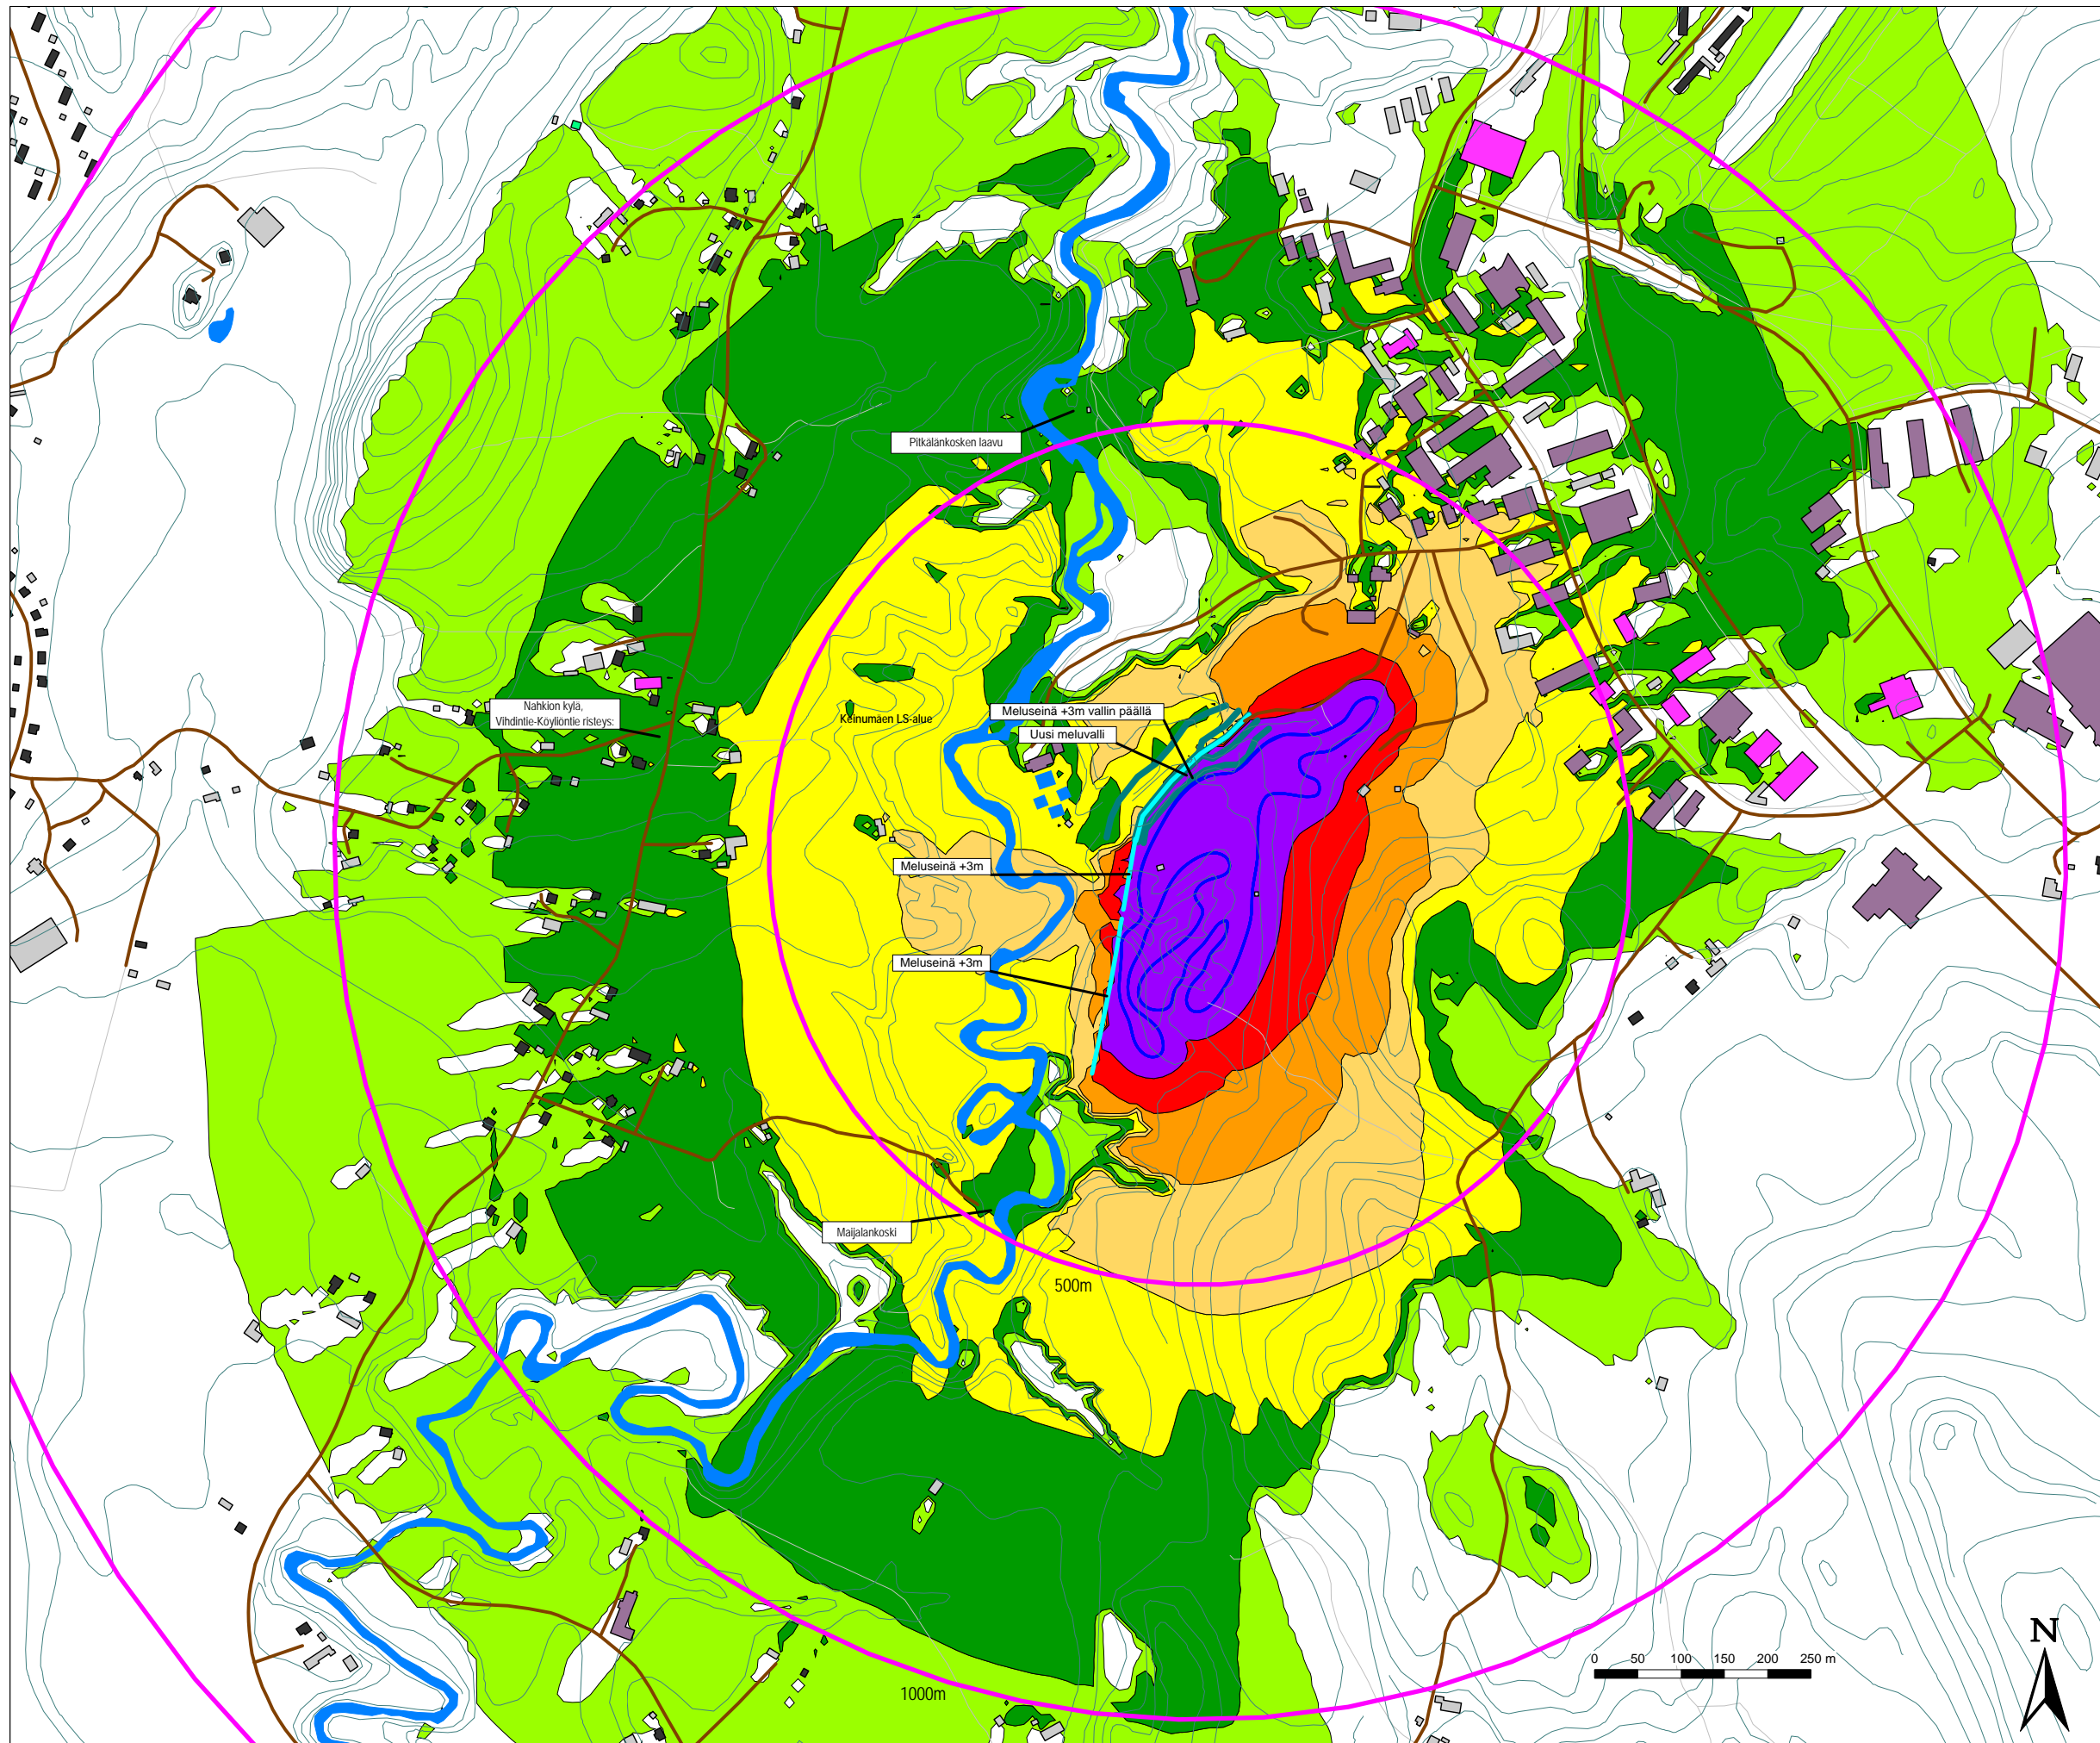 Pitkälänkosken laavu
Nahkion kylä,
Vihdintie-Köyliöntie risteys:
Keinumäen LS-alue
Meluseinä +3m vallin päällä
Uusi meluvalli
Meluseinä +3m
Meluseinä +3m
Maijalankoski
500m
1000m
0 50 100 150 200 250 m
N